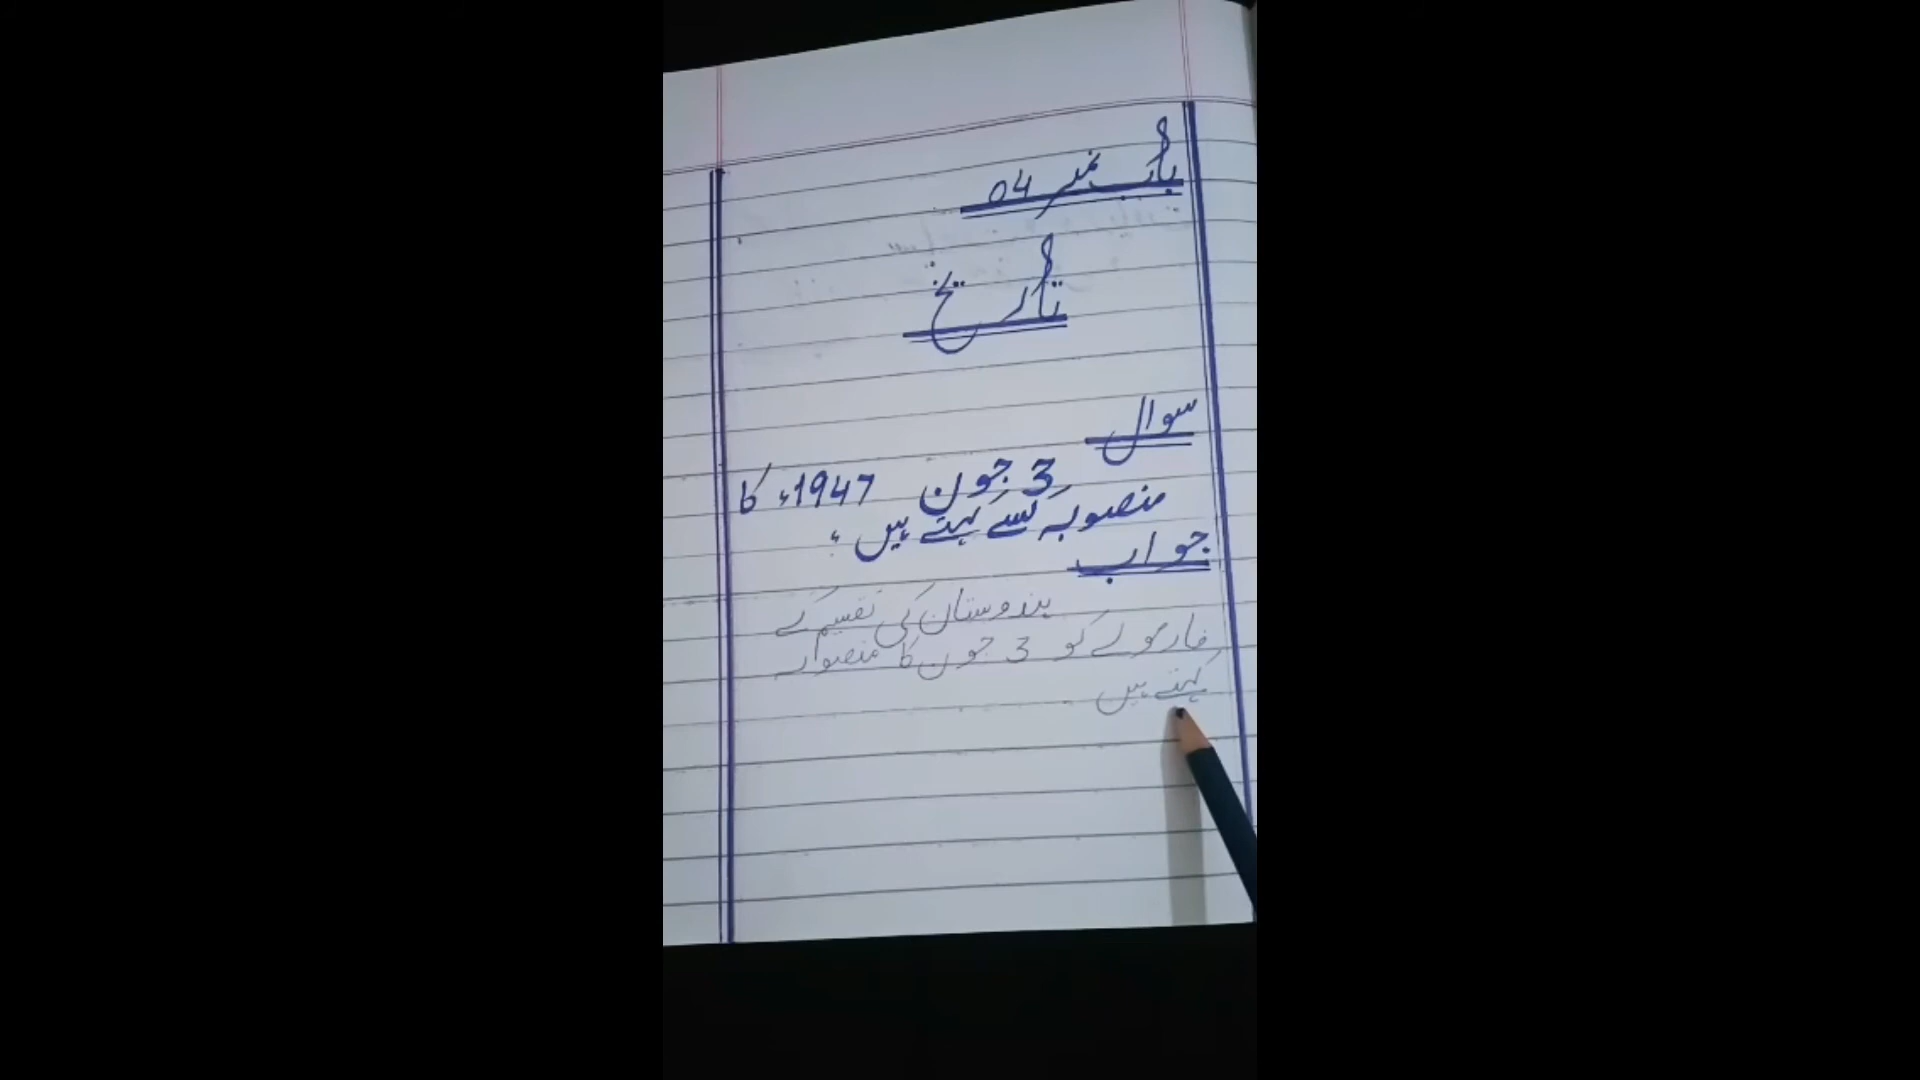 باب نمبر 04
تاریخ
سوال
3 جون 1947ء کا
منصوبہ کسے کہتے ہیں ؟
جواب
ہندوستان کی تقسیم کے
فارمولے کو 3 جون کا منصوبہ
کہتے ہیں